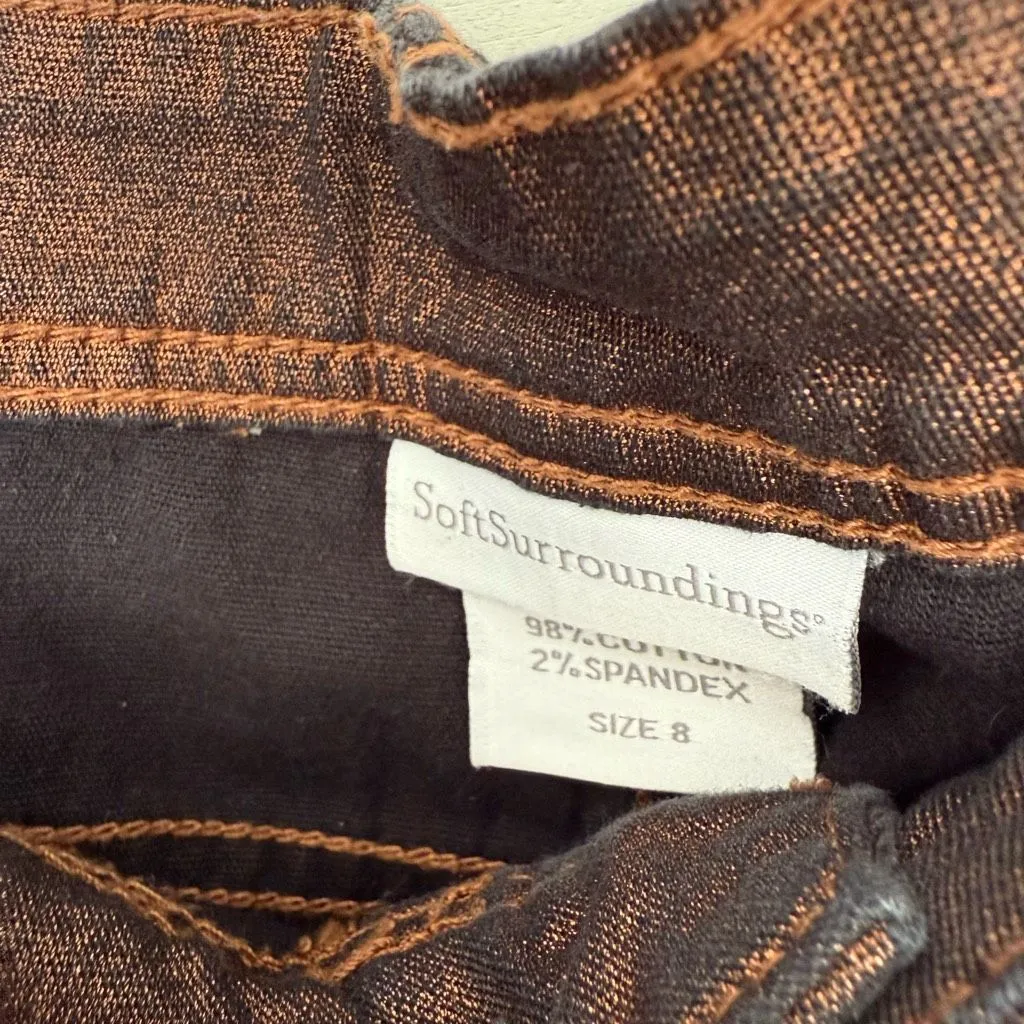 SoftSurroundings®
98% COTTON
2% SPANDEX
SIZE 8